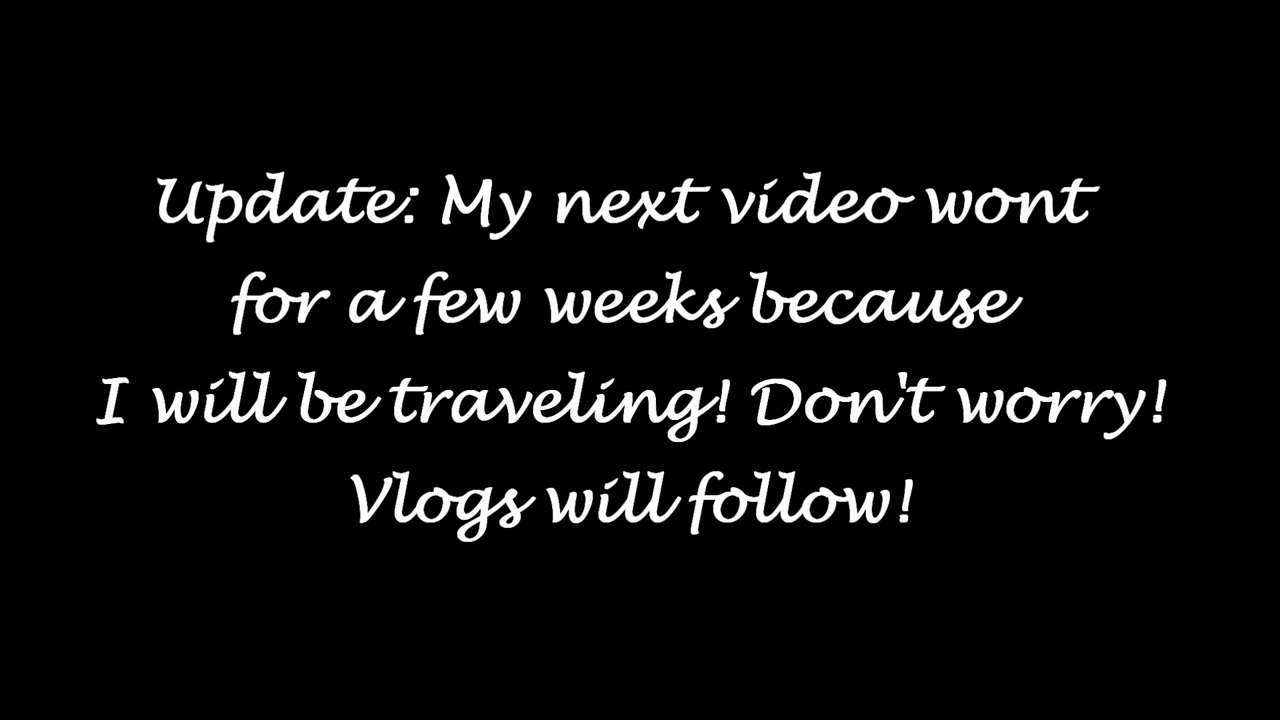 Update: My next video wont
for a few weeks because
I will be traveling! Don't worry!
Vlogs will follow!